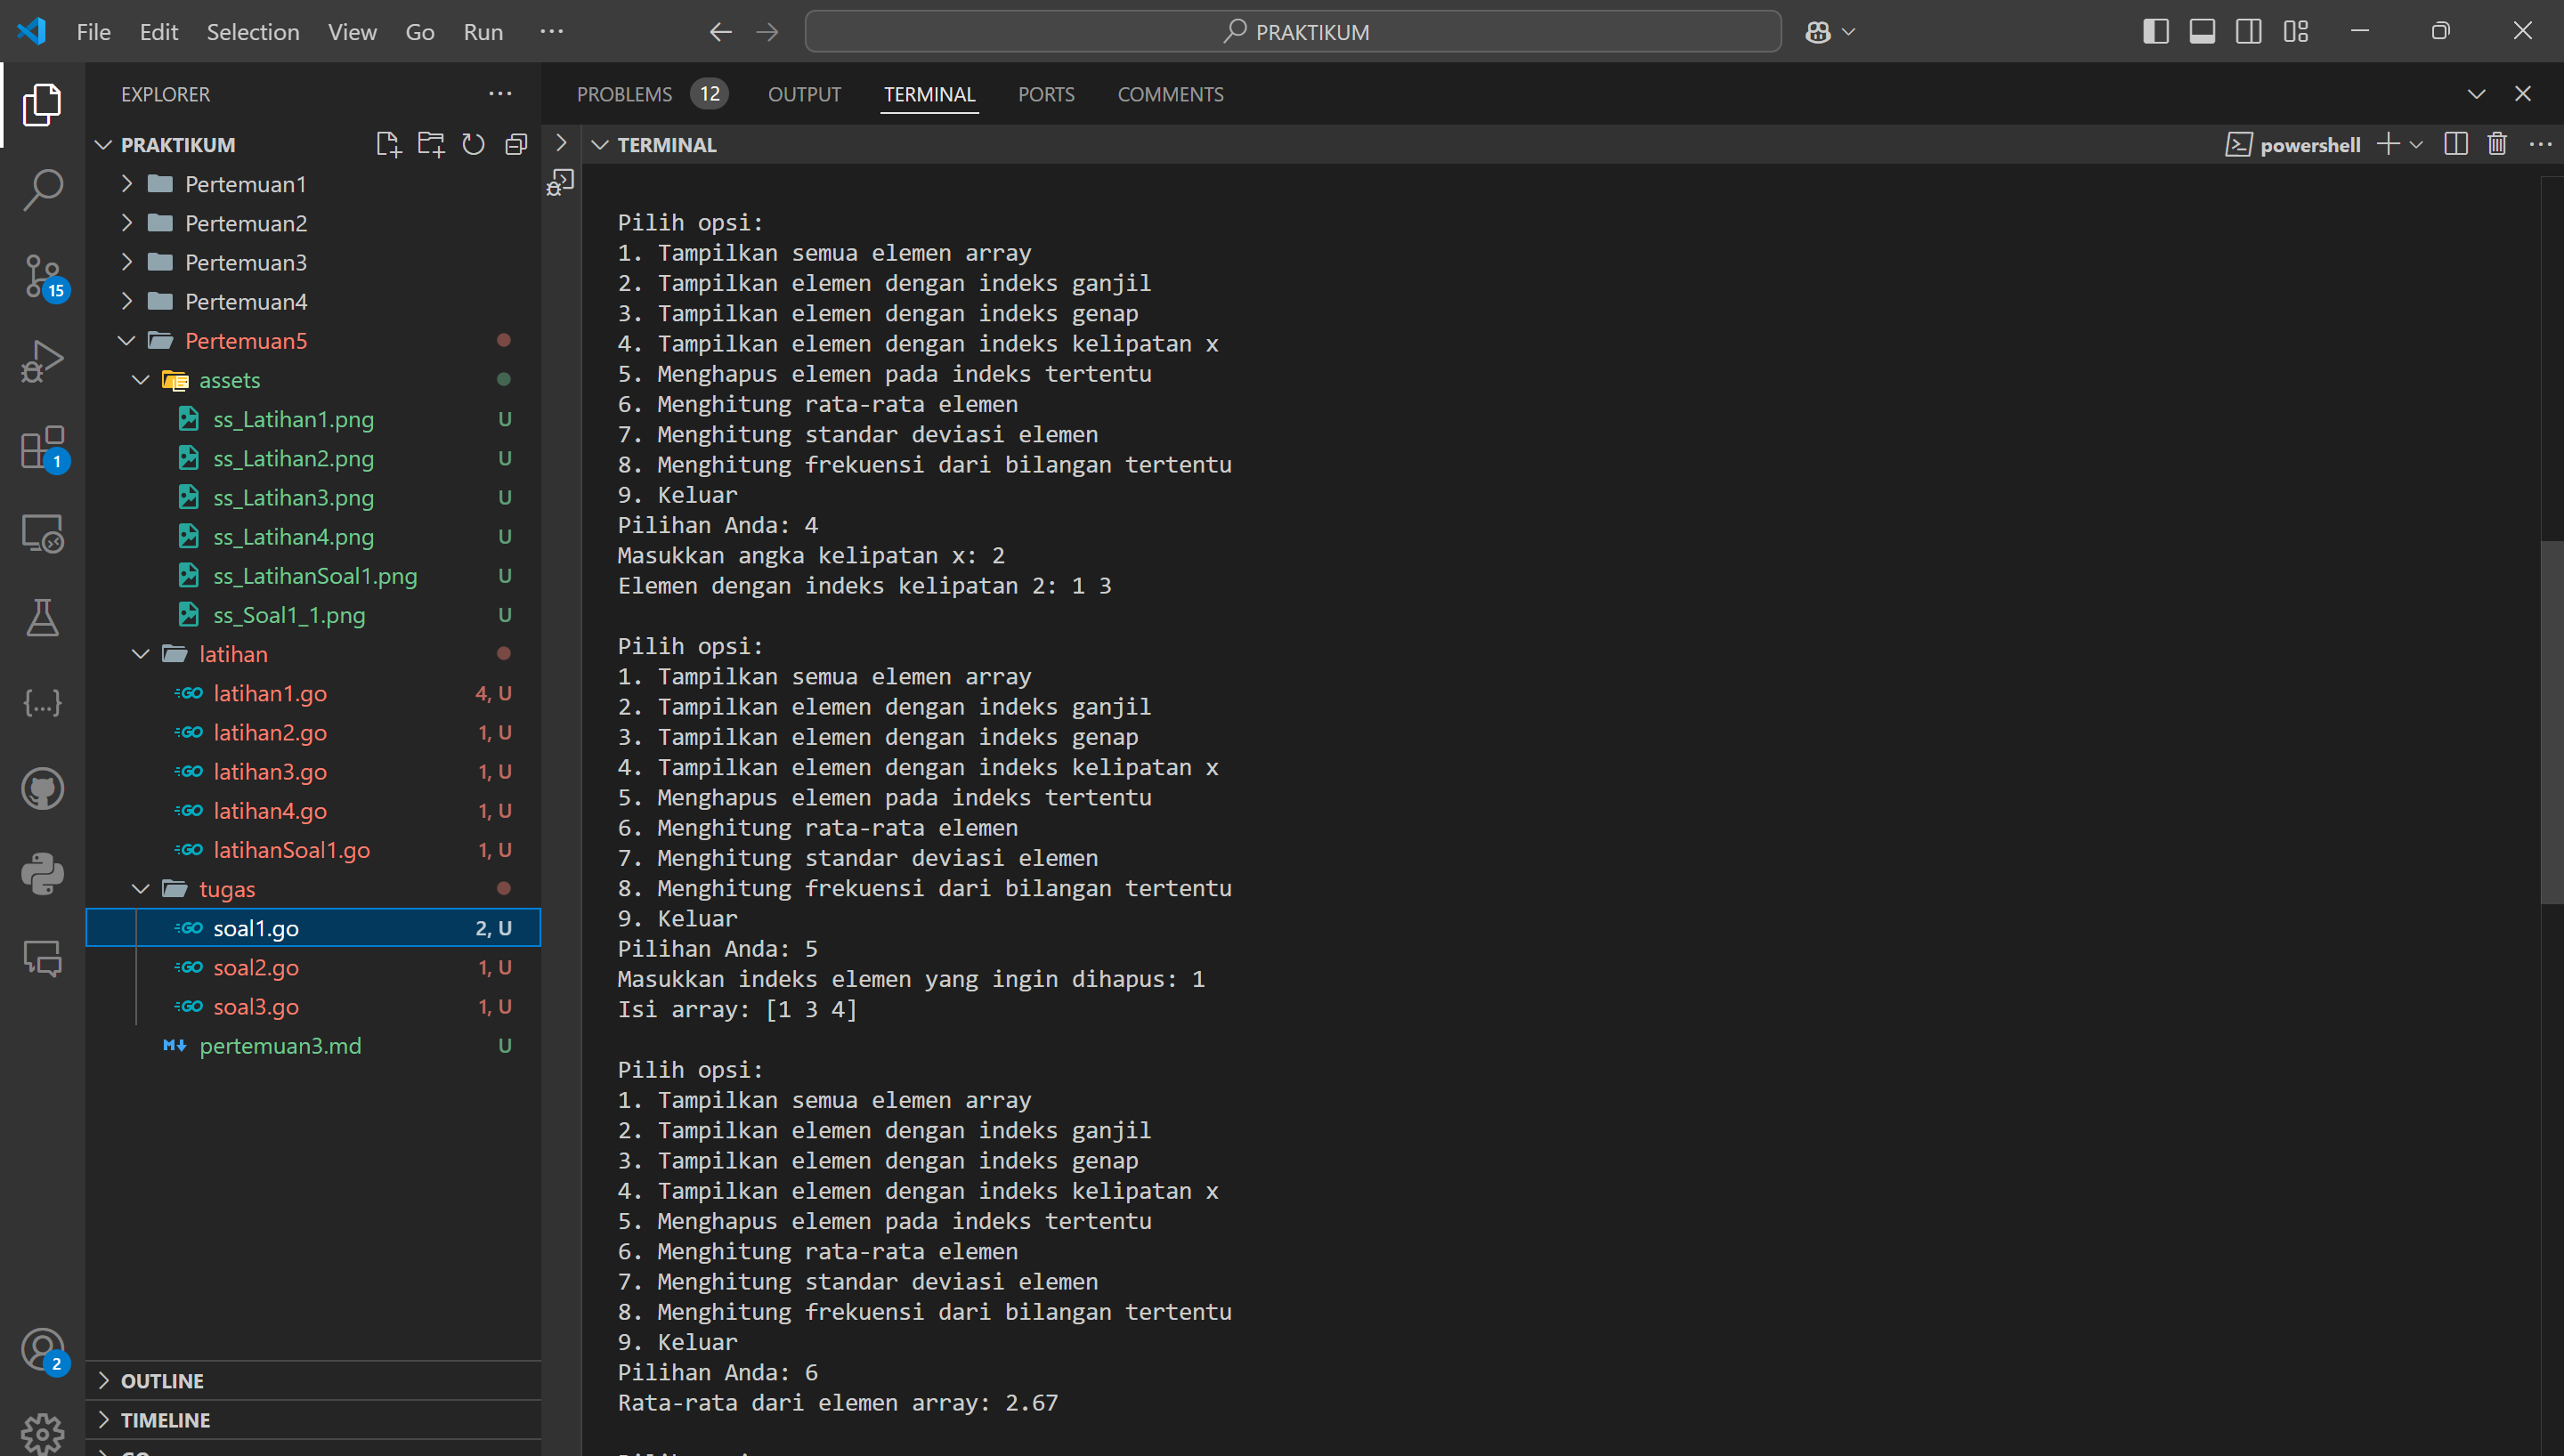 File Edit Selection View Go Run ···
PRAKTIKUM
EXPLORER
PRAKTIKUM
Pertemuan1
Pertemuan2
Pertemuan3
Pertemuan4
Pertemuan5
assets
ss_Latihan1.png U
ss_Latihan2.png U
ss_Latihan3.png U
ss_Latihan4.png U
ss_LatihanSoal1.png U
ss_Soal1_1.png U
latihan
latihan1.go 4, U
latihan2.go 1, U
latihan3.go 1, U
latihan4.go 1, U
latihanSoal1.go 1, U
tugas
soal1.go 2, U
soal2.go 1, U
soal3.go 1, U
pertemuan3.md U
OUTLINE
TIMELINE
15
1
2
PROBLEMS 12 OUTPUT TERMINAL PORTS COMMENTS
TERMINAL
powershell
Pilih opsi:
1. Tampilkan semua elemen array
2. Tampilkan elemen dengan indeks ganjil
3. Tampilkan elemen dengan indeks genap
4. Tampilkan elemen dengan indeks kelipatan x
5. Menghapus elemen pada indeks tertentu
6. Menghitung rata-rata elemen
7. Menghitung standar deviasi elemen
8. Menghitung frekuensi dari bilangan tertentu
9. Keluar
Pilihan Anda: 4
Masukkan angka kelipatan x: 2
Elemen dengan indeks kelipatan 2: 1 3
Pilih opsi:
1. Tampilkan semua elemen array
2. Tampilkan elemen dengan indeks ganjil
3. Tampilkan elemen dengan indeks genap
4. Tampilkan elemen dengan indeks kelipatan x
5. Menghapus elemen pada indeks tertentu
6. Menghitung rata-rata elemen
7. Menghitung standar deviasi elemen
8. Menghitung frekuensi dari bilangan tertentu
9. Keluar
Pilihan Anda: 5
Masukkan indeks elemen yang ingin dihapus: 1
Isi array: [1 3 4]
Pilih opsi:
1. Tampilkan semua elemen array
2. Tampilkan elemen dengan indeks ganjil
3. Tampilkan elemen dengan indeks genap
4. Tampilkan elemen dengan indeks kelipatan x
5. Menghapus elemen pada indeks tertentu
6. Menghitung rata-rata elemen
7. Menghitung standar deviasi elemen
8. Menghitung frekuensi dari bilangan tertentu
9. Keluar
Pilihan Anda: 6
Rata-rata dari elemen array: 2.67